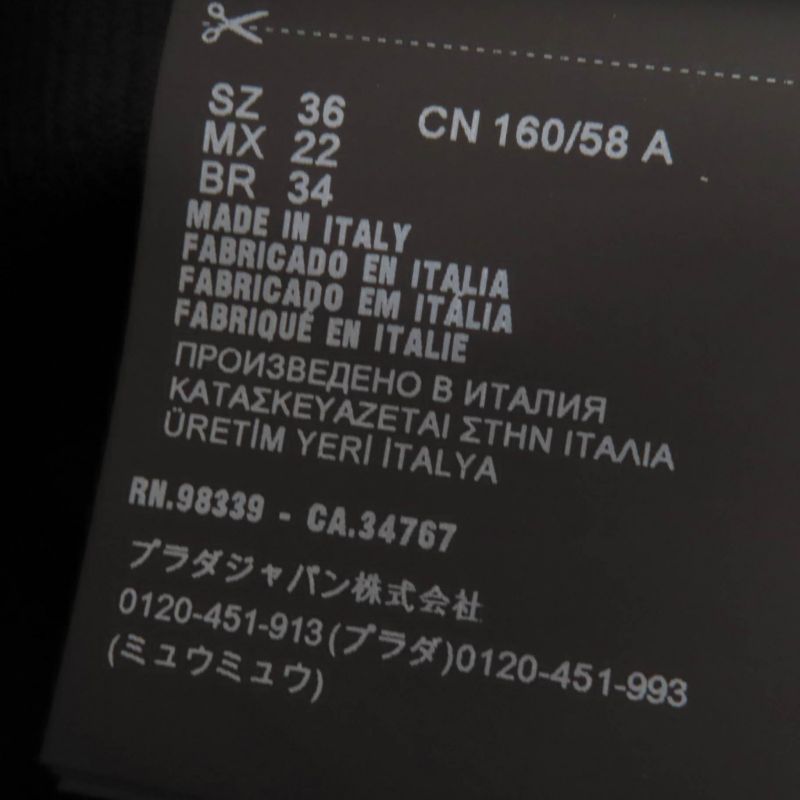 SZ 36 CN 160/58 A
MX 22
BR 34
MADE IN ITALY
FABRICADO EN ITALIA
FABRICADO EM ITÁLIA
FABRIQUÉ EN ITALIE
ПРОИЗВЕДЕНО В ИТАЛИЯ
ΚΑΤΑΣΚΕΥΑΖΕΤΑΙ ΣΤΗΝ ΙΤΑΛΙΑ
ÜRETİM YERİ İTALYA
RN.98339 - CA.34767
プラダジャパン株式会社
0120-451-913(プラダ)0120-451-993
(ミュウミュウ)